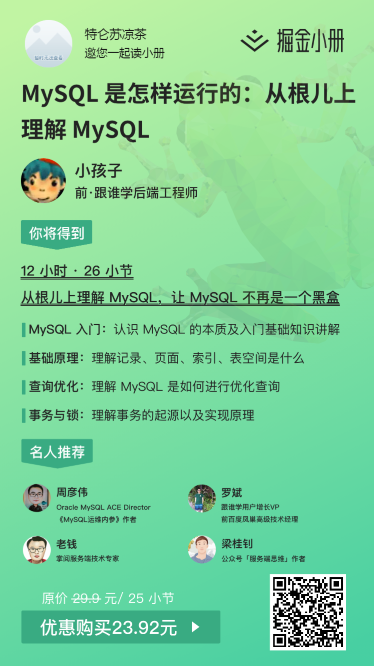 特仑苏凉茶
邀您一起读小册
掘金小册
MySQL 是怎样运行的：从根儿上
理解 MySQL
小孩子
前·跟谁学后端工程师
你将得到
12 小时 · 26 小节
从根儿上理解 MySQL，让 MySQL 不再是一个黑盒
MySQL 入门：认识 MySQL 的本质及入门基础知识讲解
基础原理：理解记录、页面、索引、表空间是什么
查询优化：理解 MySQL 是如何进行优化查询
事务与锁：理解事务的起源以及实现原理
名人推荐
周彦伟
Oracle MySQL ACE Director
《MySQL运维内参》作者
罗斌
跟谁学用户增长VP
前百度凤巢高级技术经理
老钱
掌阅服务端技术专家
梁桂钊
公众号「服务端思维」作者
原价 29.9 元/ 25 小节
优惠购买23.92元